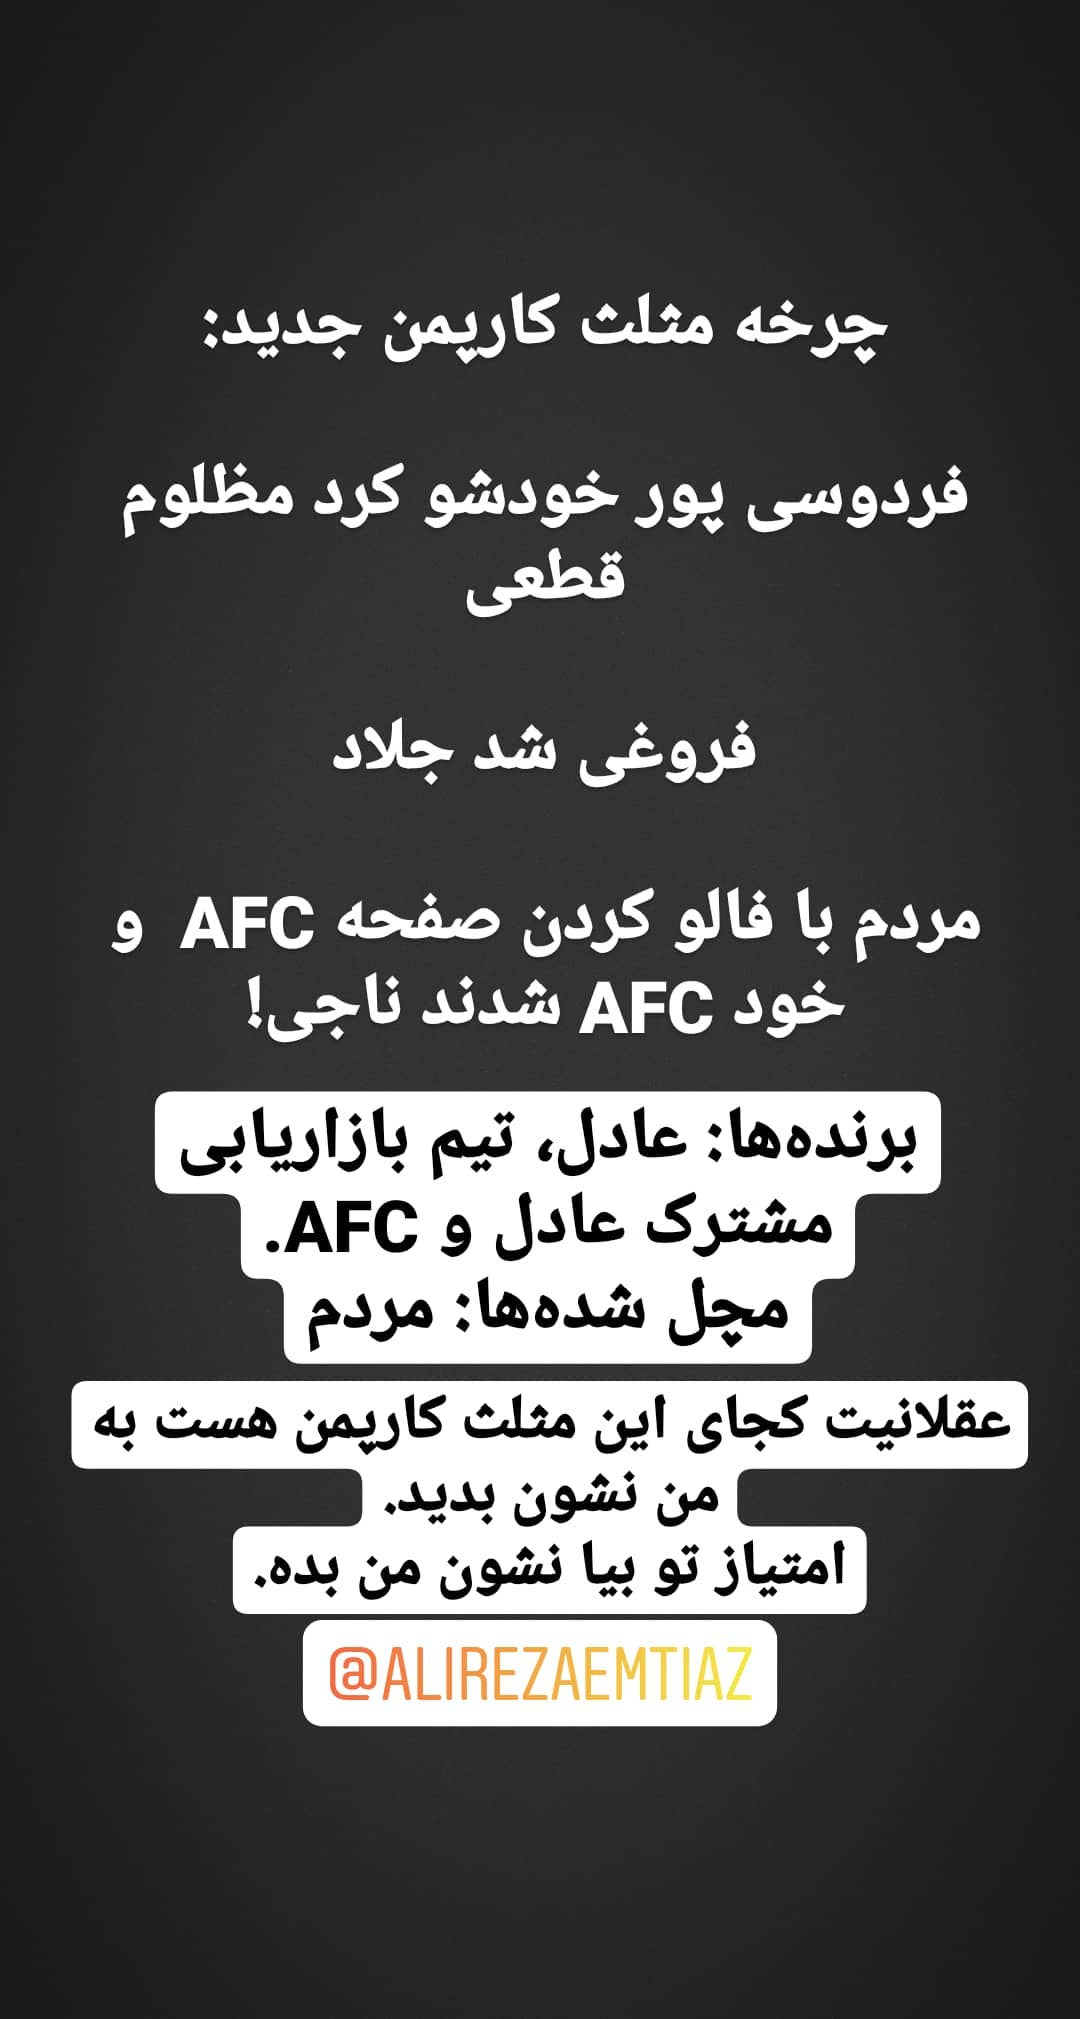 چرخه مثلث کارپمن جدید:
فردوسی پور خودشو کرد مظلوم
قطعی
فروغی شد جلاد
مردم با فالو کردن صفحه AFC و
خود AFC شدند ناجی!
برنده‌ها: عادل، تیم بازاریابی
مشترک عادل و AFC.
مچل شده‌ها: مردم
عقلانیت کجای این مثلث کارپمن هست به
من نشون بدید.
امتیاز تو بیا نشون من بده.
@ALIREZAEMTIAZ